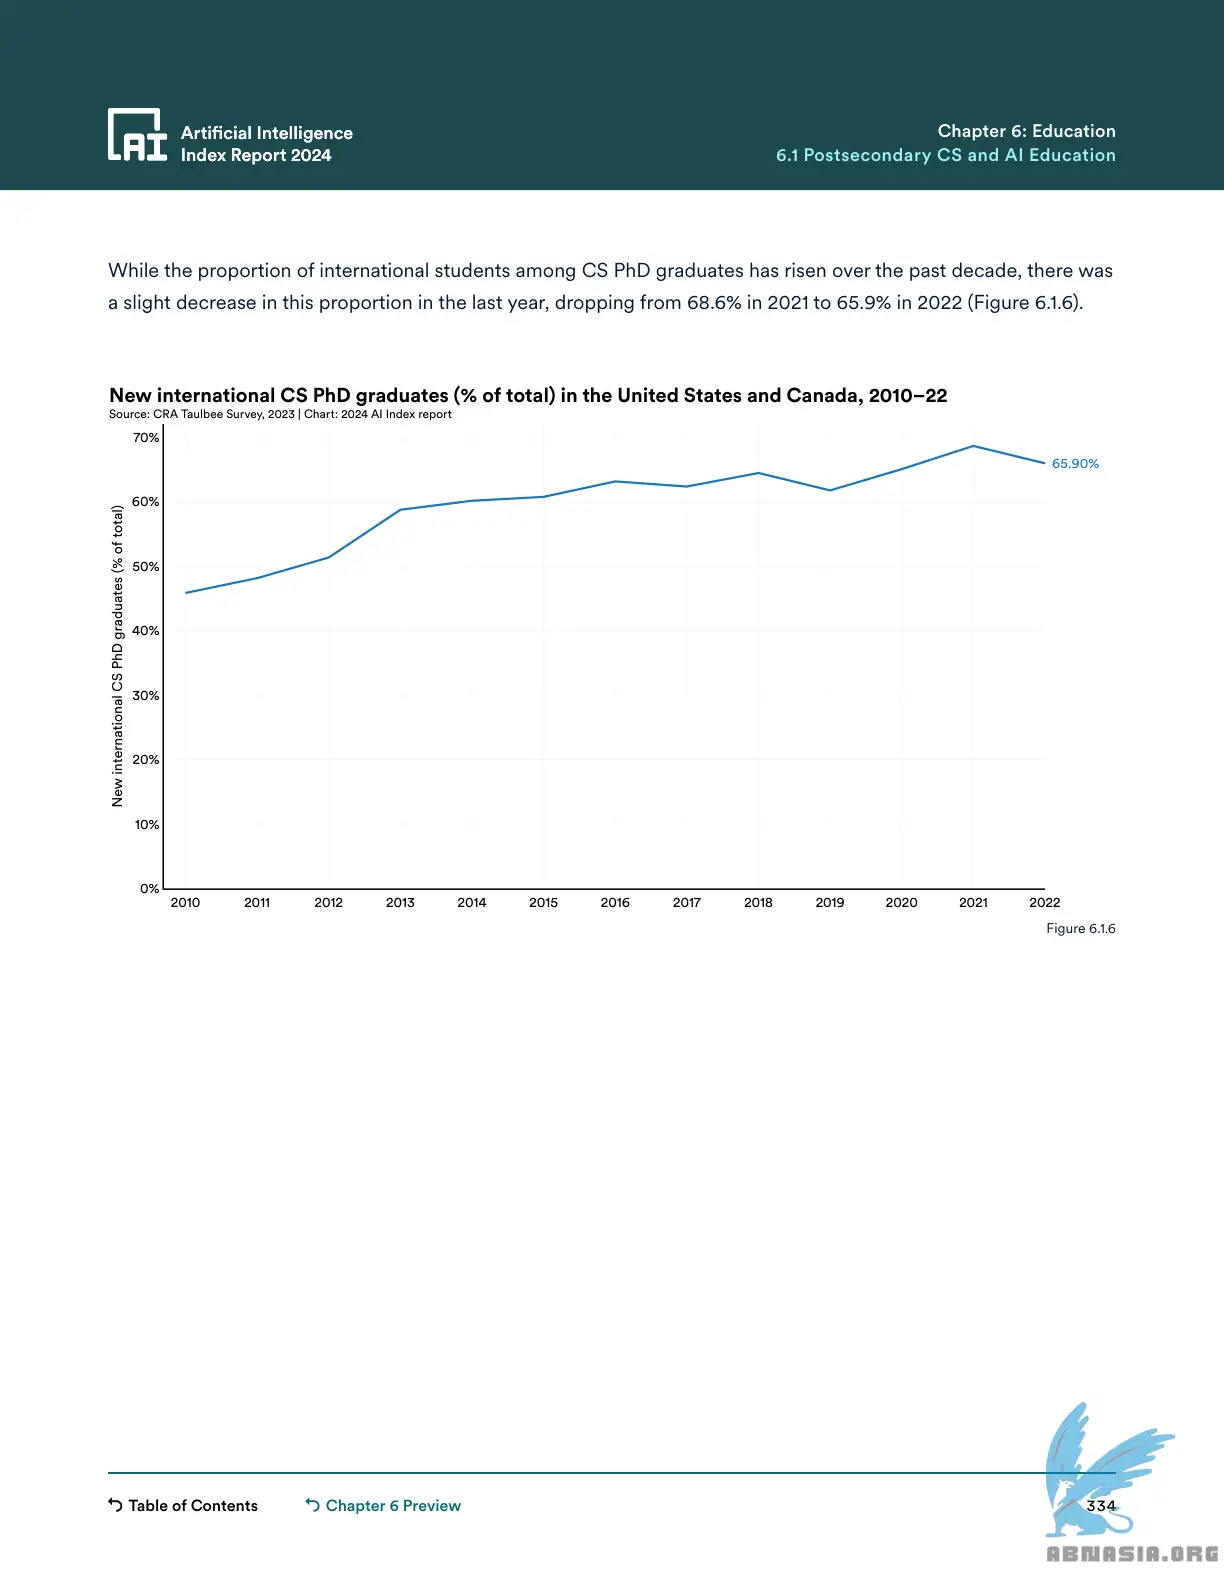 AI
Artificial Intelligence
Index Report 2024
Chapter 6: Education
6.1 Postsecondary CS and AI Education
While the proportion of international students among CS PhD graduates has risen over the past decade, there was
a slight decrease in this proportion in the last year, dropping from 68.6% in 2021 to 65.9% in 2022 (Figure 6.1.6).
New international CS PhD graduates (% of total) in the United States and Canada, 2010–22
Source: CRA Taulbee Survey, 2023 | Chart: 2024 AI Index report
New international CS PhD graduates (% of total)
70%
60%
50%
40%
30%
20%
10%
0%
65.90%
2010 2011 2012 2013 2014 2015 2016 2017 2018 2019 2020 2021 2022
Figure 6.1.6
Table of Contents
Chapter 6 Preview
334
ABNASIA.ORG